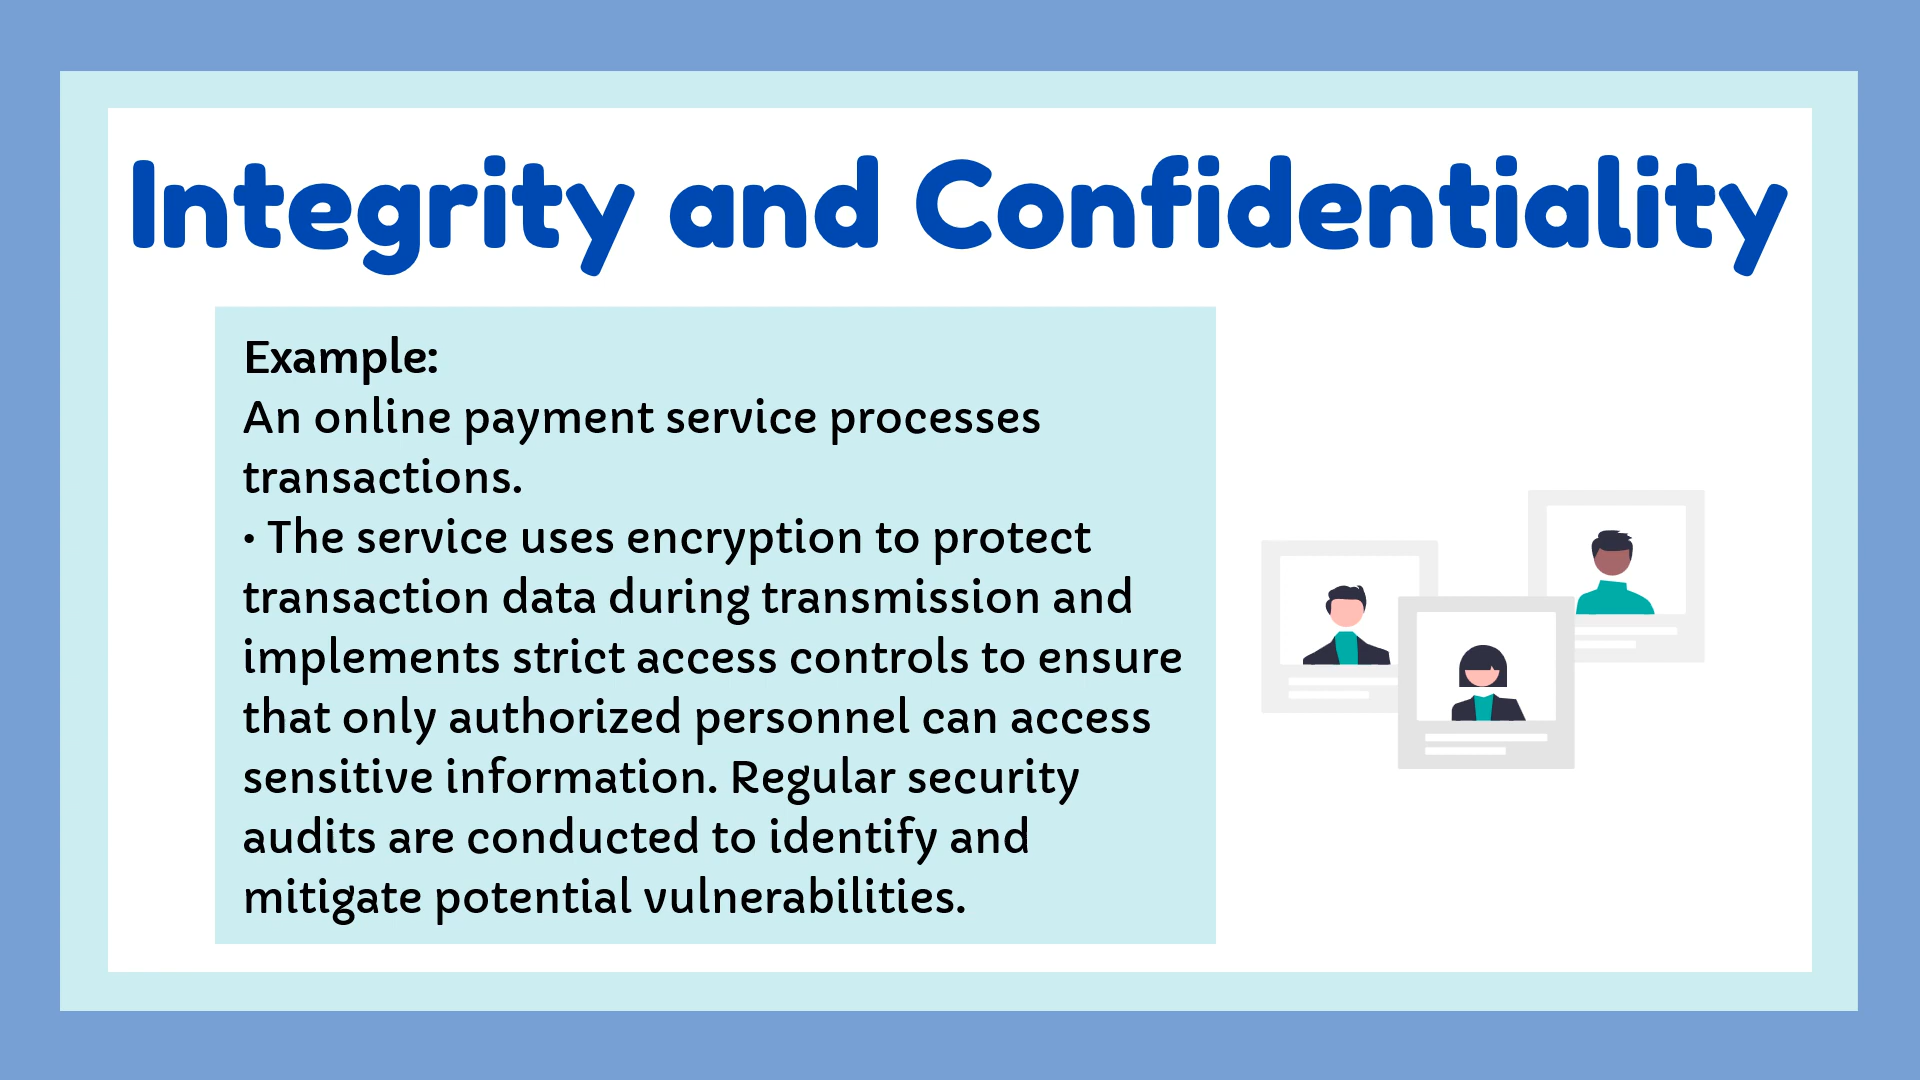 Integrity and Confidentiality
Example:
An online payment service processes
transactions.
• The service uses encryption to protect
transaction data during transmission and
implements strict access controls to ensure
that only authorized personnel can access
sensitive information. Regular security
audits are conducted to identify and
mitigate potential vulnerabilities.